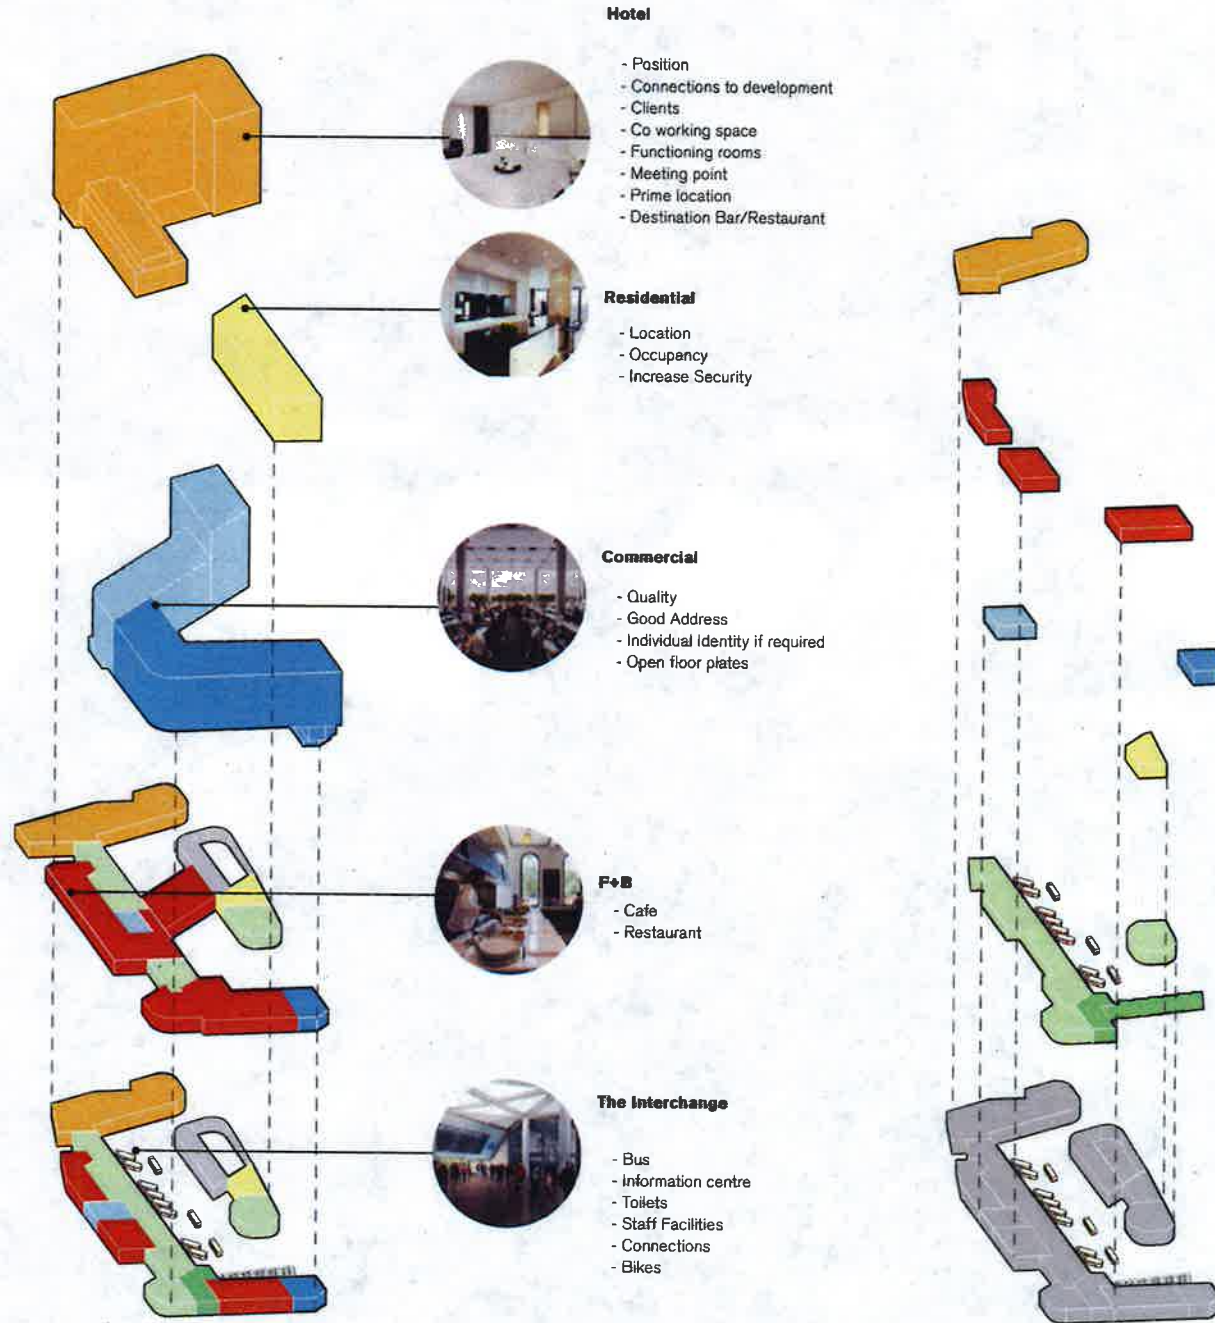 Hotel
- Position
- Connections to development
- Clients
- Co working space
- Functioning rooms
- Meeting point
- Prime location
- Destination Bar/Restaurant
Residential
- Location
- Occupancy
- Increase Security
Commercial
- Quality
- Good Address
- Individual Identity if required
- Open floor plates
F+B
- Cafe
- Restaurant
The Interchange
- Bus
- Information centre
- Toilets
- Staff Facilities
- Connections
- Bikes